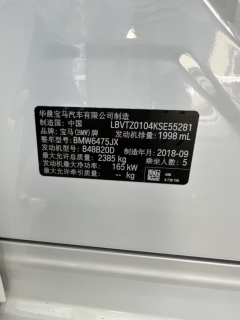 华晨宝马汽车有限公司制造
制造国：中国 LBVTZ0104KSE55281
品牌：宝马(BMW)牌 发动机排量：1998 mL
整车型号：BMW6475JX
发动机型号：B48B20D 制造年月：2018-09
最大允许总质量：2385 kg 乘坐人数：5
发动机最大净功率：165 kW
最大允许牵引质量：-- kg